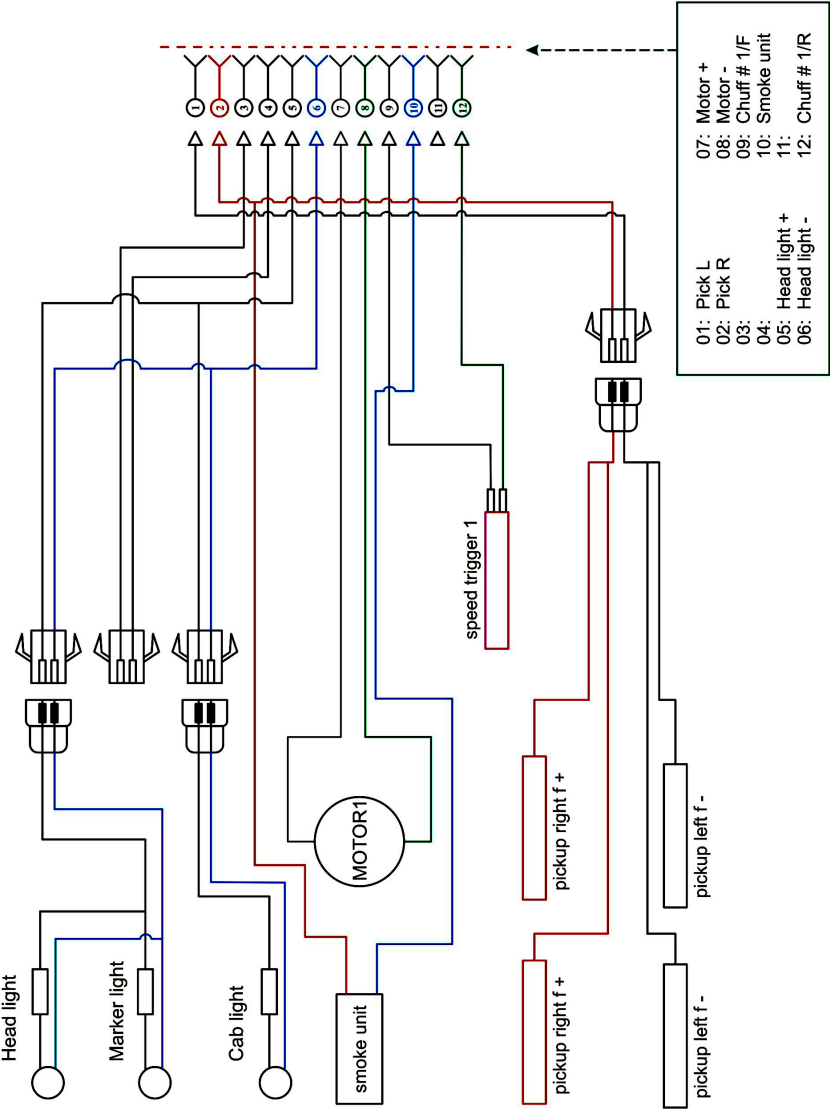 1
2
3
4
5
6
7
8
9
10
11
12
01: Pick L
02: Pick R
03:
04:
05: Head light +
06: Head light -
07: Motor +
08: Motor -
09: Chuff # 1/F
10: Smoke unit
11:
12: Chuff # 1/R
speed trigger 1
MOTOR1
Head light
Marker light
Cab light
smoke unit
pickup right f +
pickup left f -
pickup right f +
pickup left f -